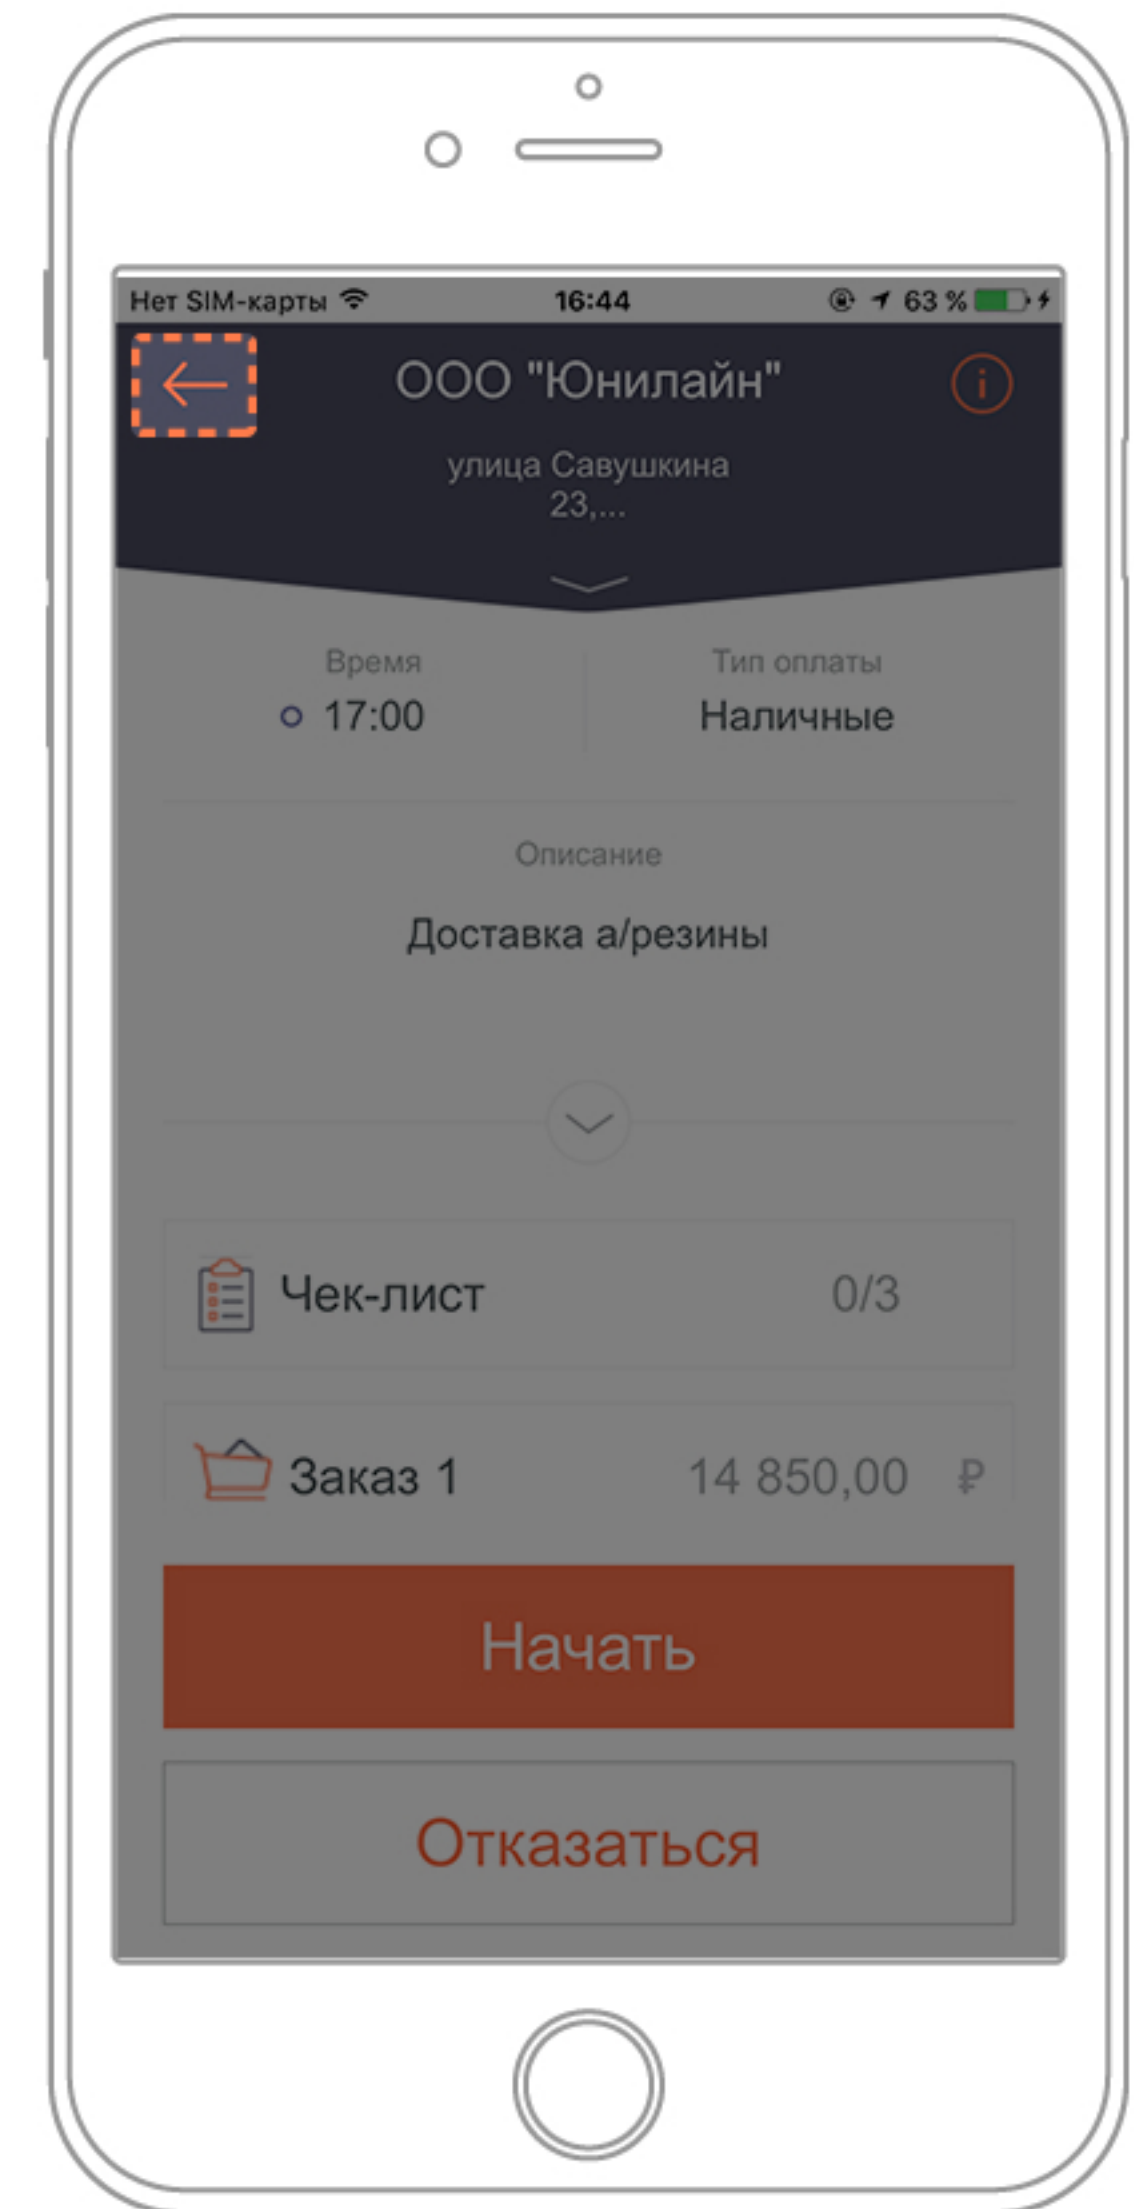 Нет SIM-карты 16:44 63 %
ООО "Юнилайн"
улица Савушкина
23,...
Время Тип оплаты
17:00 Наличные
Описание
Доставка а/резины
Чек-лист 0/3
Заказ 1 14 850,00 ₽
Начать
Отказаться